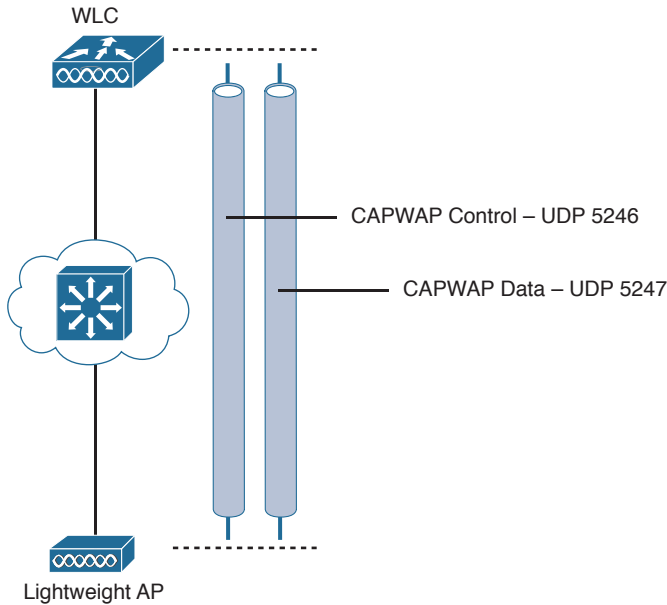 WLC
CAPWAP Control – UDP 5246
CAPWAP Data – UDP 5247
Lightweight AP